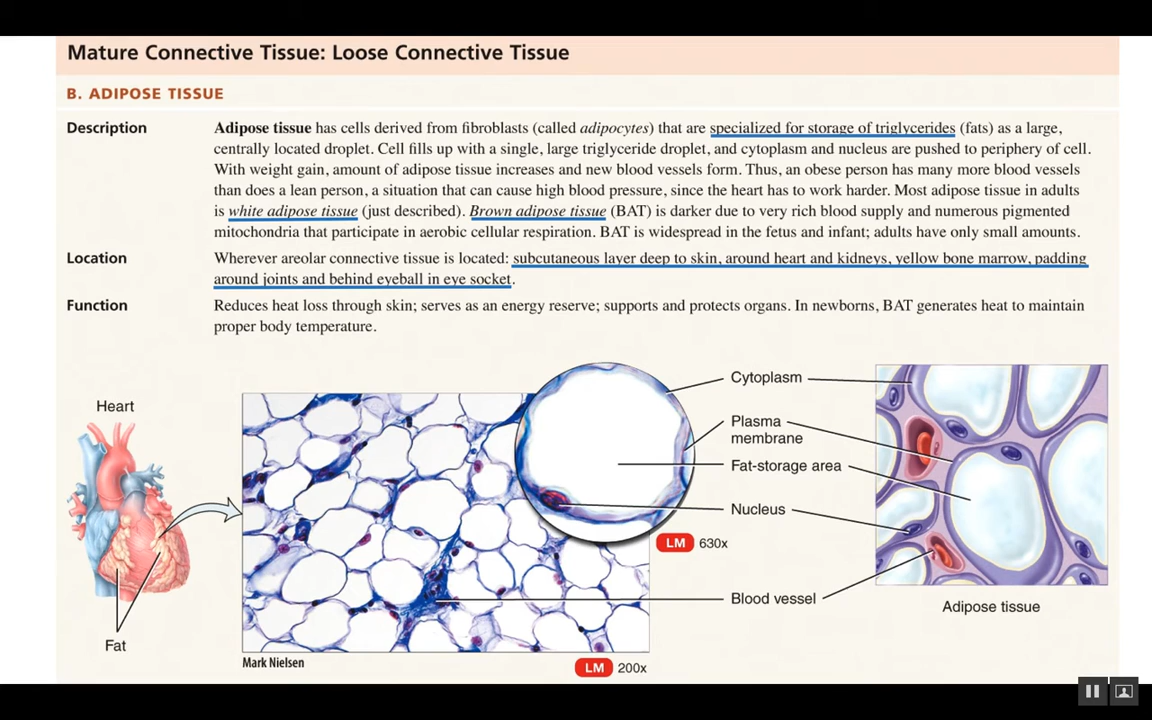 Mature Connective Tissue: Loose Connective Tissue
B. ADIPOSE TISSUE
Description
Adipose tissue has cells derived from fibroblasts (called adipocytes) that are specialized for storage of triglycerides (fats) as a large,
centrally located droplet. Cell fills up with a single, large triglyceride droplet, and cytoplasm and nucleus are pushed to periphery of cell.
With weight gain, amount of adipose tissue increases and new blood vessels form. Thus, an obese person has many more blood vessels
than does a lean person, a situation that can cause high blood pressure, since the heart has to work harder. Most adipose tissue in adults
is white adipose tissue (just described). Brown adipose tissue (BAT) is darker due to very rich blood supply and numerous pigmented
mitochondria that participate in aerobic cellular respiration. BAT is widespread in the fetus and infant; adults have only small amounts.
Location
Wherever areolar connective tissue is located: subcutaneous layer deep to skin, around heart and kidneys, yellow bone marrow, padding
around joints and behind eyeball in eye socket.
Function
Reduces heat loss through skin; serves as an energy reserve; supports and protects organs. In newborns, BAT generates heat to maintain
proper body temperature.
Heart
Fat
Mark Nielsen
LM 200x
LM 630x
Cytoplasm
Plasma
membrane
Fat-storage area
Nucleus
Blood vessel
Adipose tissue